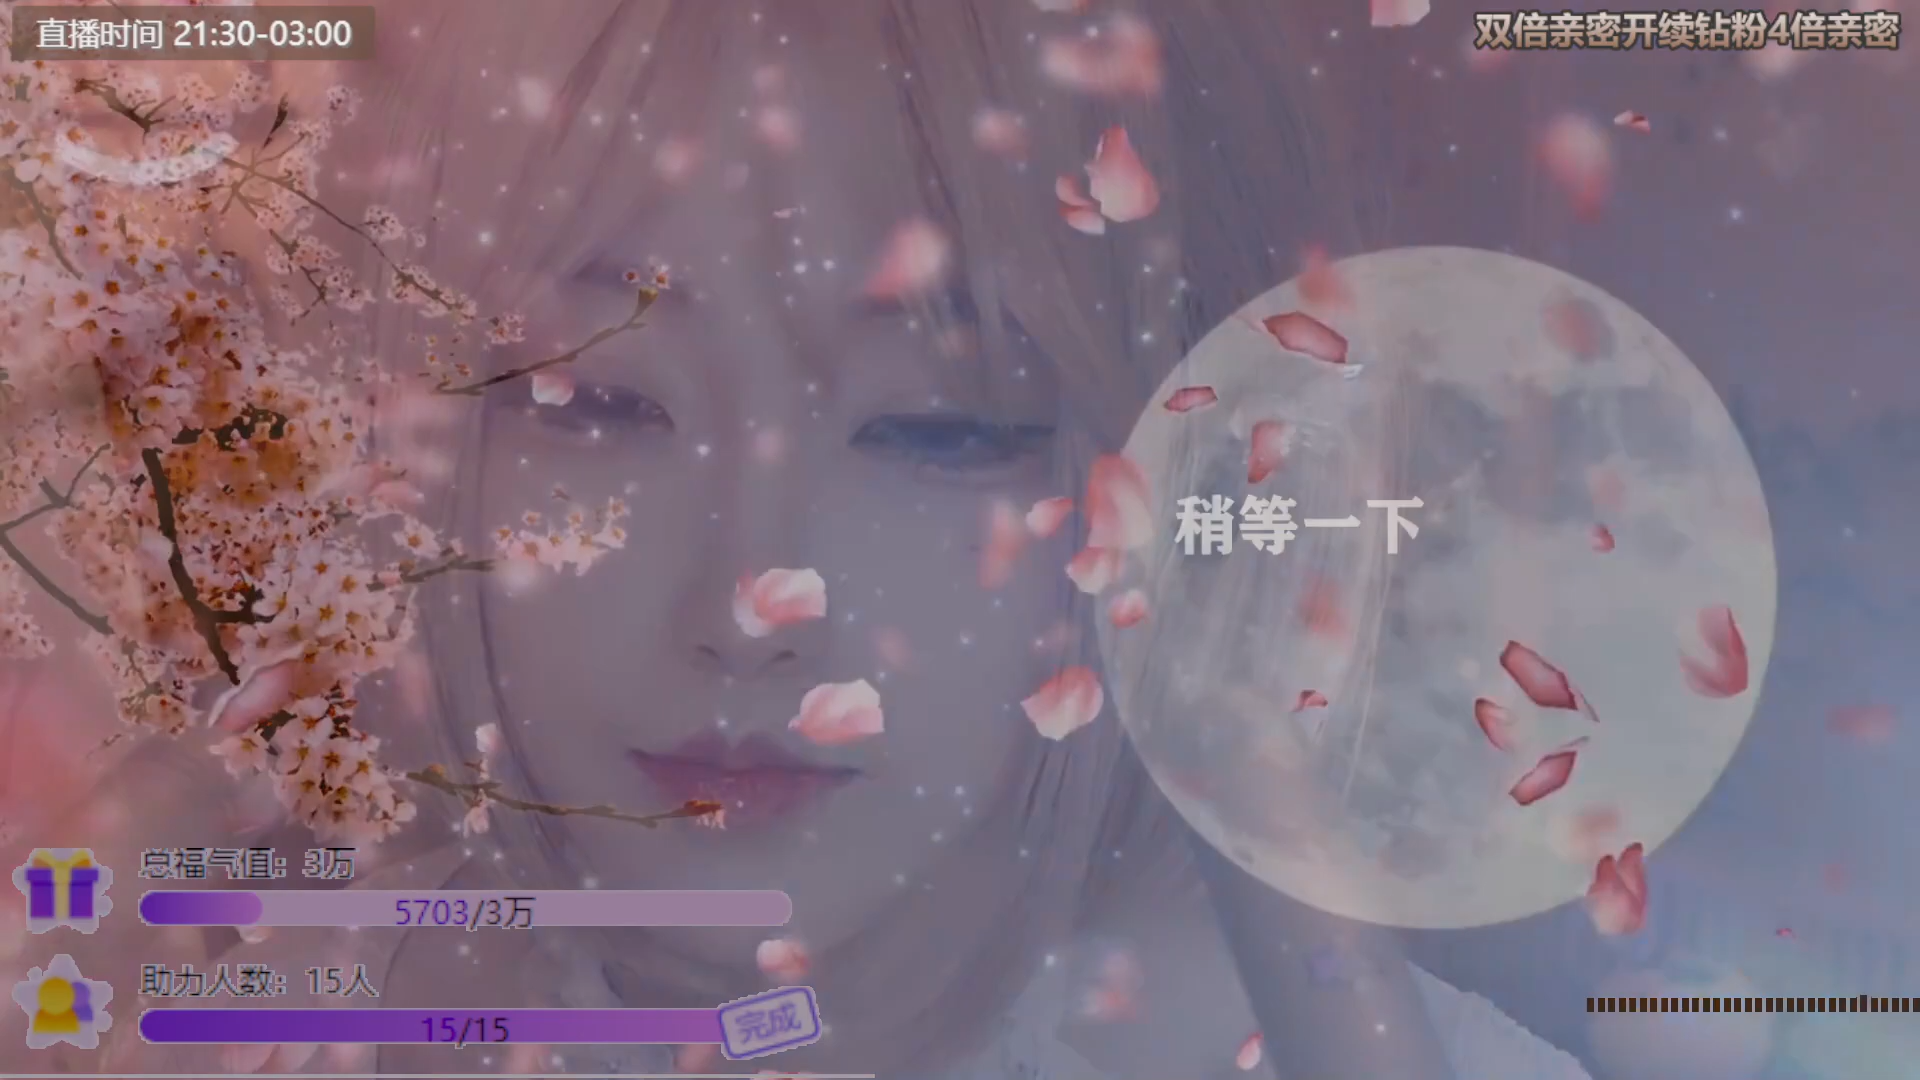 直播时间 21:30-03:00
双倍亲密开续钻粉4倍亲密
稍等一下
总福气值：3万
5703/3万
助力人数：15人
15/15
完成